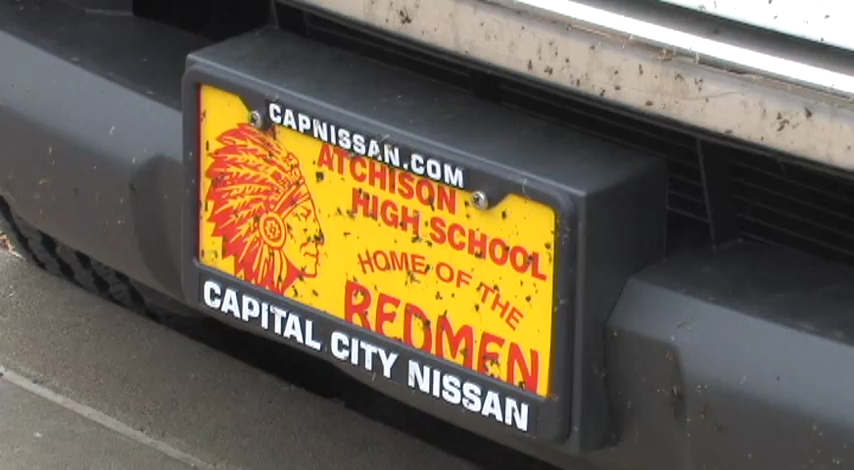 CAPNISSAN.COM
ATCHISON
HIGH SCHOOL
HOME OF THE
REDMEN
CAPITAL CITY NISSAN